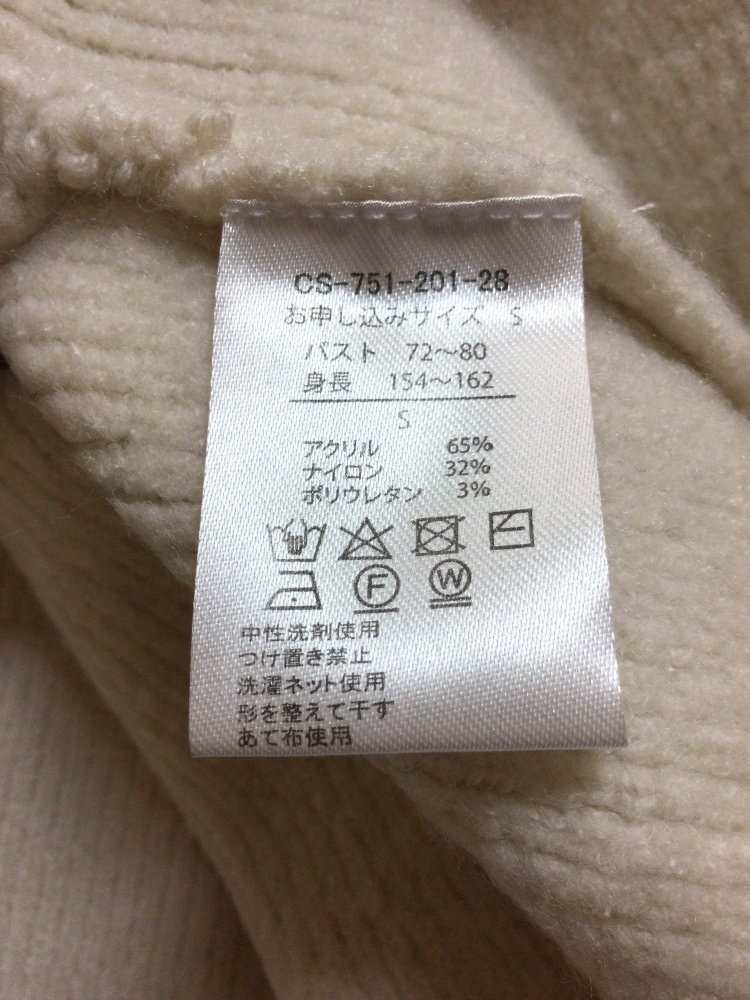 CS-751-201-28
お申し込みサイズ S
バスト 72～80
身長 154～162
S
アクリル 65%
ナイロン 32%
ポリウレタン 3%
F W
中性洗剤使用
つけ置き禁止
洗濯ネット使用
形を整えて干す
あて布使用